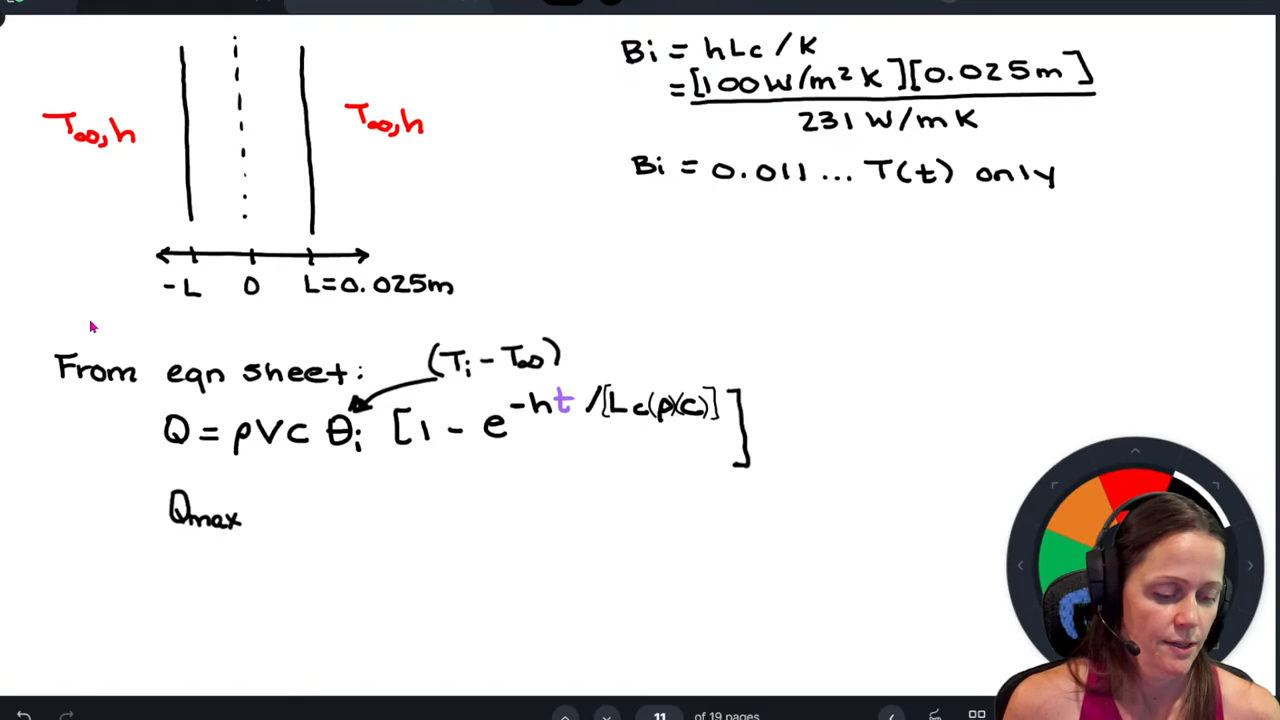 Bi = hLc / K
= [100 W/m²K][0.025m]
231 W/mK
Bi = 0.011 ... T(t) only
T∞,h
T∞,h
-L 0 L=0.025m
From eqn sheet: (Ti - T∞)
Q = ρVc θi [1 - e^-ht/[Lc(ρ)(c)]]
Qmax
11 of 19 pages